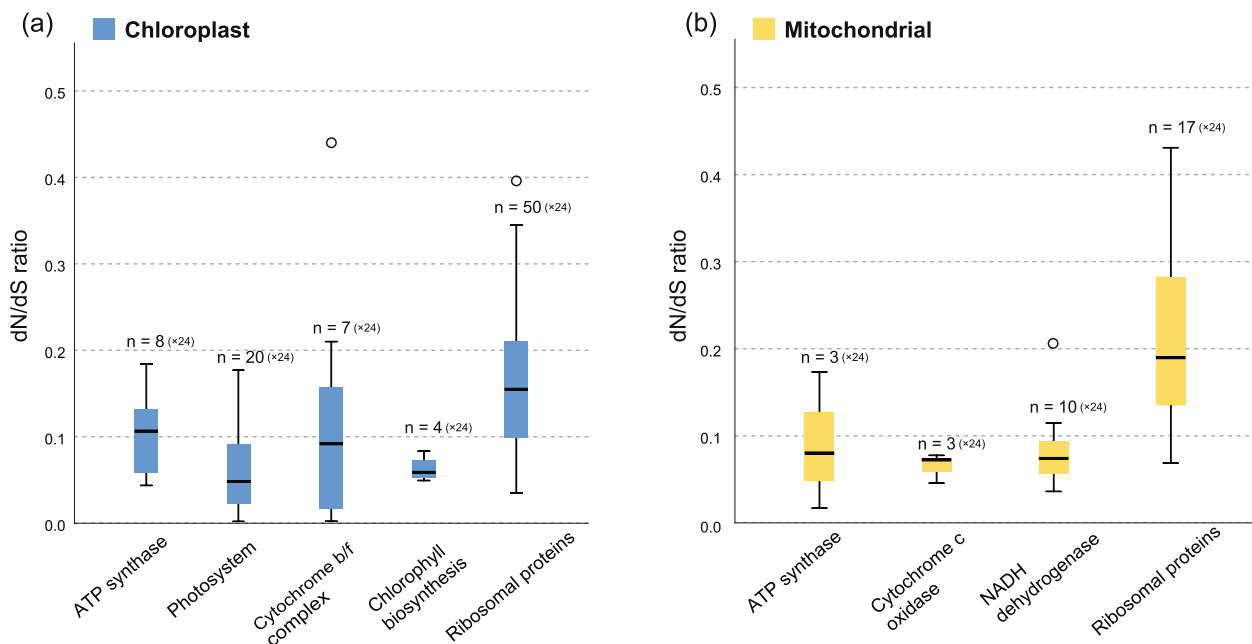 (a) Chloroplast
dN/dS ratio
0.5
0.4
0.3
0.2
0.1
0.0
n = 8 (×24)
n = 20 (×24)
n = 7 (×24)
n = 4 (×24)
n = 50 (×24)
ATP synthase
Photosystem
Cytochrome b/f
complex
Chlorophyll
biosynthesis
Ribosomal proteins
(b) Mitochondrial
dN/dS ratio
0.5
0.4
0.3
0.2
0.1
0.0
n = 3 (×24)
n = 3 (×24)
n = 10 (×24)
n = 17 (×24)
ATP synthase
Cytochrome c
oxidase
NADH
dehydrogenase
Ribosomal proteins